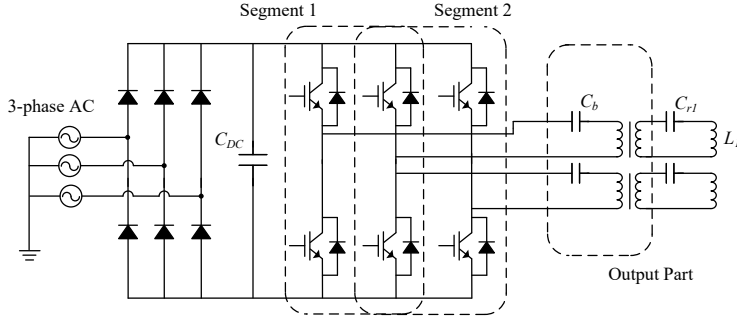 Segment 1
Segment 2
3-phase AC
C_DC
C_b
C_r1
L
Output Part